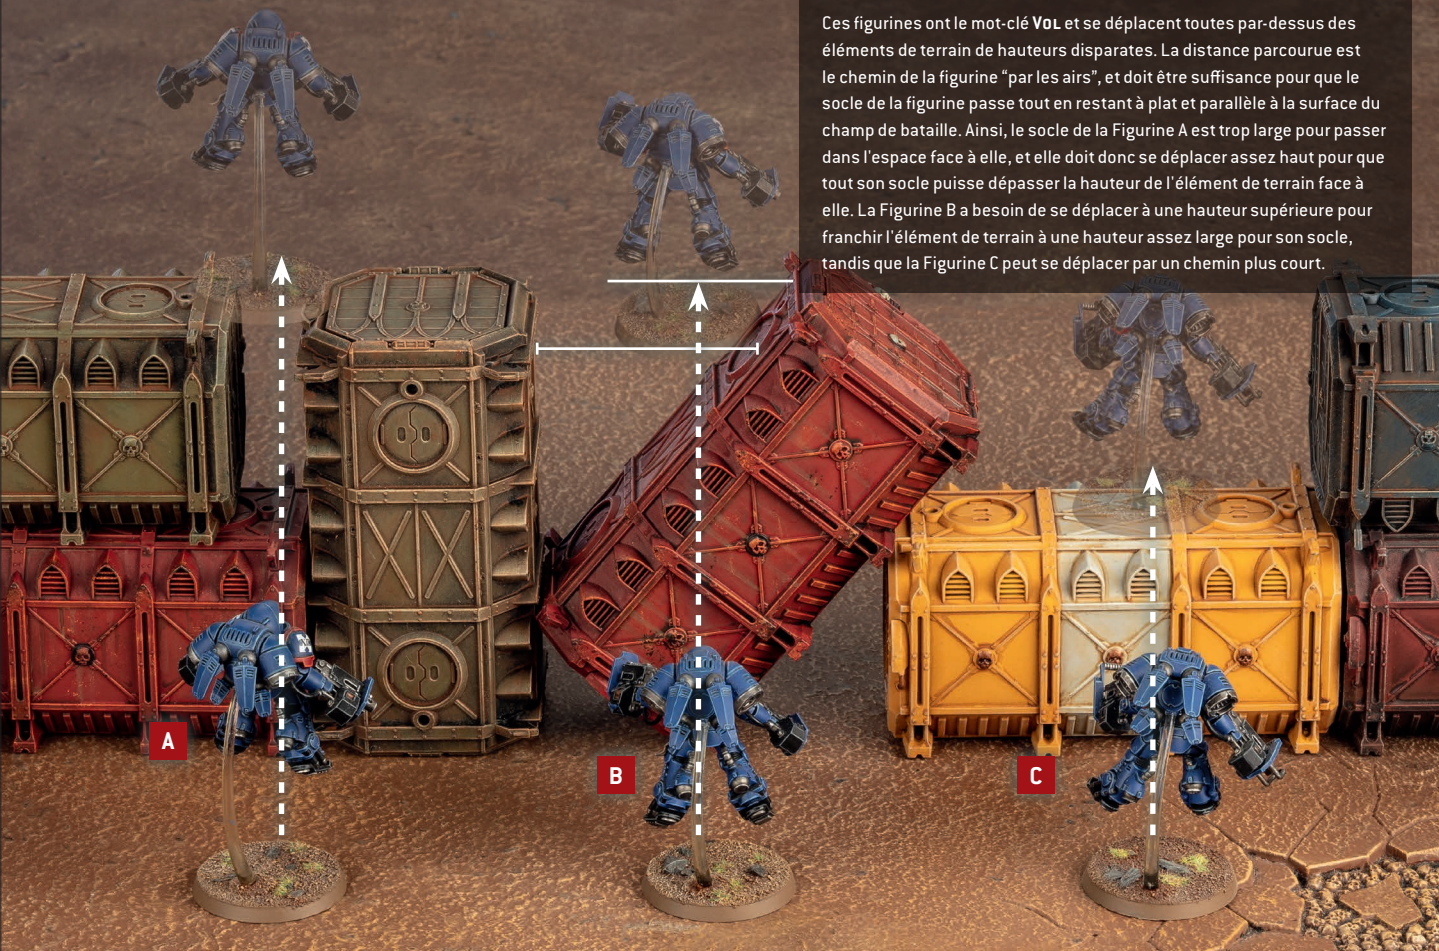 Ces figurines ont le mot-clé VOL et se déplacent toutes par-dessus des
éléments de terrain de hauteurs disparates. La distance parcourue est
le chemin de la figurine “par les airs”, et doit être suffisance pour que le
socle de la figurine passe tout en restant à plat et parallèle à la surface du
champ de bataille. Ainsi, le socle de la Figurine A est trop large pour passer
dans l'espace face à elle, et elle doit donc se déplacer assez haut pour que
tout son socle puisse dépasser la hauteur de l'élément de terrain face à
elle. La Figurine B a besoin de se déplacer à une hauteur supérieure pour
franchir l'élément de terrain à une hauteur assez large pour son socle,
tandis que la Figurine C peut se déplacer par un chemin plus court.
A
B
C